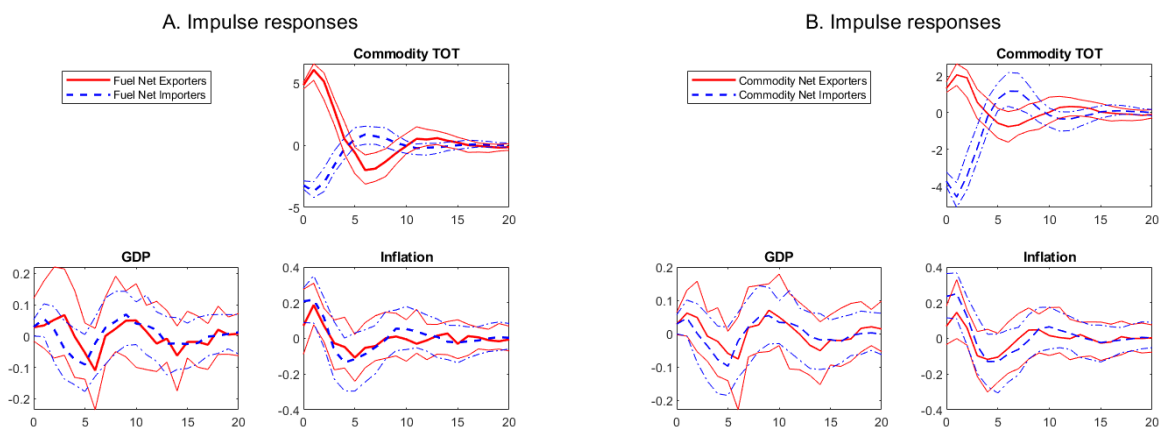 A. Impulse responses
B. Impulse responses
Commodity TOT
Fuel Net Exporters
Fuel Net Importers
5
0
-5
0 5 10 15 20
Commodity TOT
Commodity Net Exporters
Commodity Net Importers
2
0
-2
-4
0 5 10 15 20
GDP
0.2
0.1
0
-0.1
-0.2
0 5 10 15 20
Inflation
0.4
0.2
0
-0.2
-0.4
0 5 10 15 20
GDP
0.2
0.1
0
-0.1
-0.2
0 5 10 15 20
Inflation
0.4
0.2
0
-0.2
-0.4
0 5 10 15 20